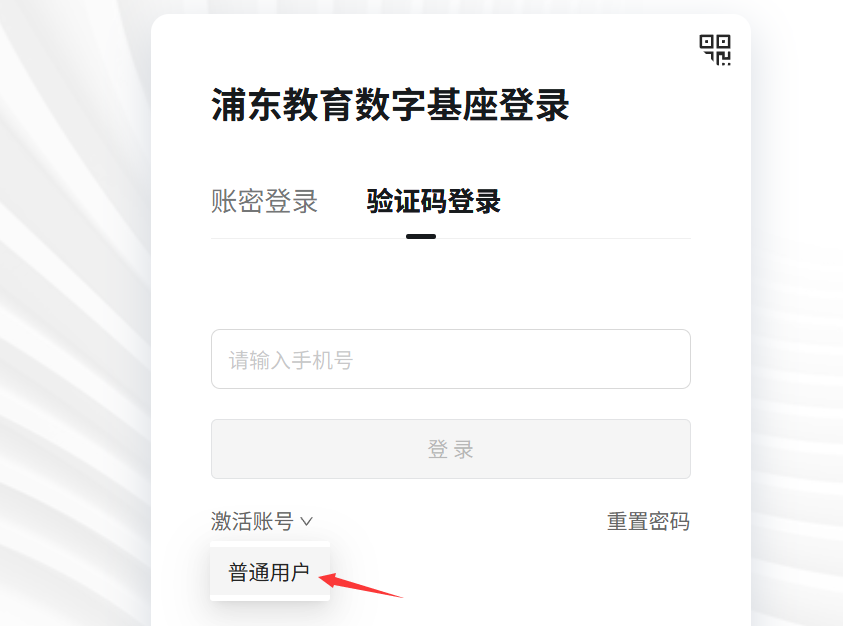 浦东教育数字基座登录
账密登录 验证码登录
请输入手机号
登 录
激活账号 重置密码
普通用户